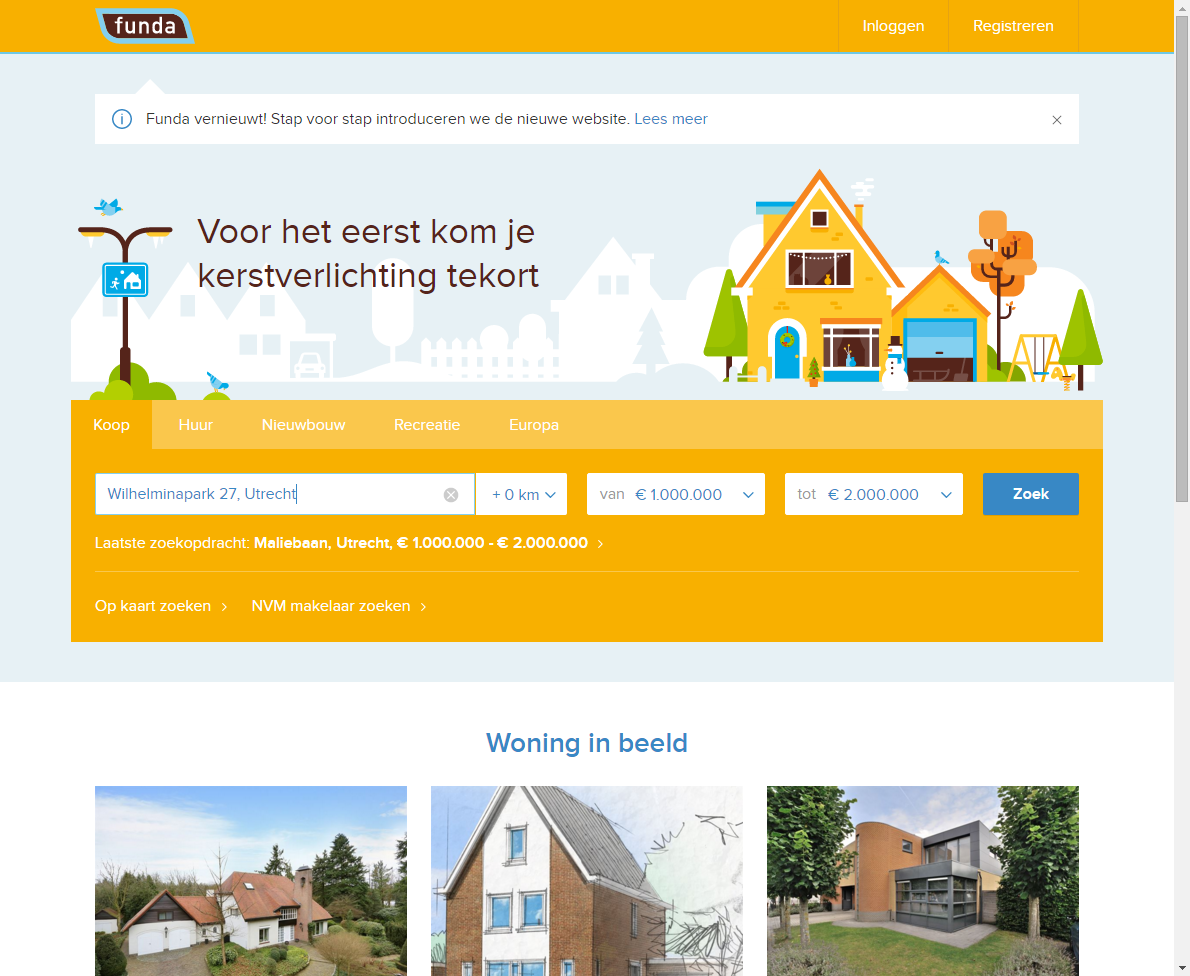 funda
Inloggen
Registreren
Funda vernieuwt! Stap voor stap introduceren we de nieuwe website. Lees meer
Voor het eerst kom je
kerstverlichting tekort
Koop
Huur
Nieuwbouw
Recreatie
Europa
Wilhelminapark 27, Utrecht
+ 0 km
van € 1.000.000
tot € 2.000.000
Zoek
Laatste zoekopdracht: Maliebaan, Utrecht, € 1.000.000 - € 2.000.000
Op kaart zoeken
NVM makelaar zoeken
Woning in beeld